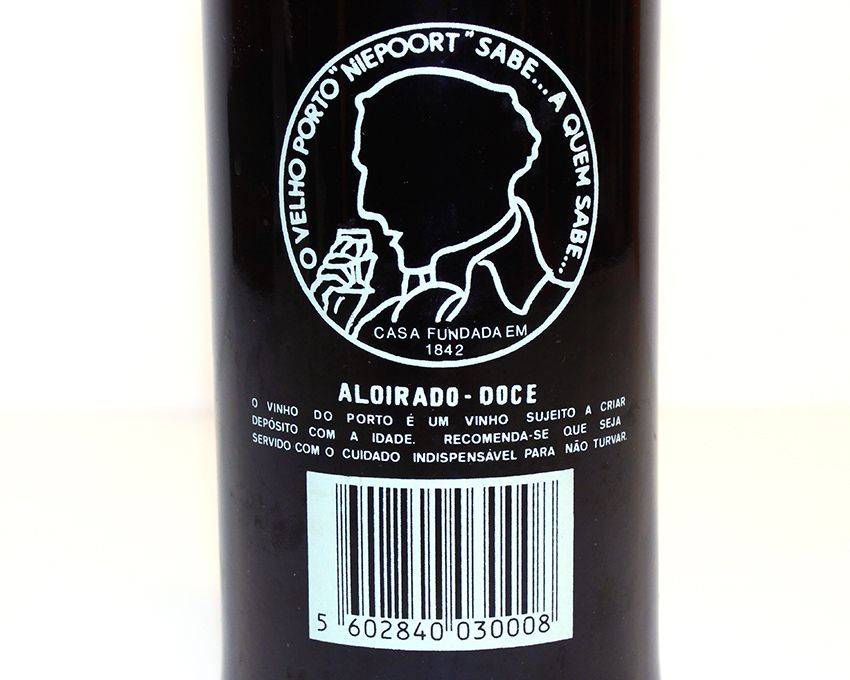 O VELHO PORTO "NIEPOORT" SABE... A QUEM SABE...
CASA FUNDADA EM
1842
ALOIRADO - DOCE
O VINHO DO PORTO É UM VINHO SUJEITO A CRIAR
DEPÓSITO COM A IDADE. RECOMENDA-SE QUE SEJA
SERVIDO COM O CUIDADO INDISPENSÁVEL PARA NÃO TURVAR.
5 602840 030008